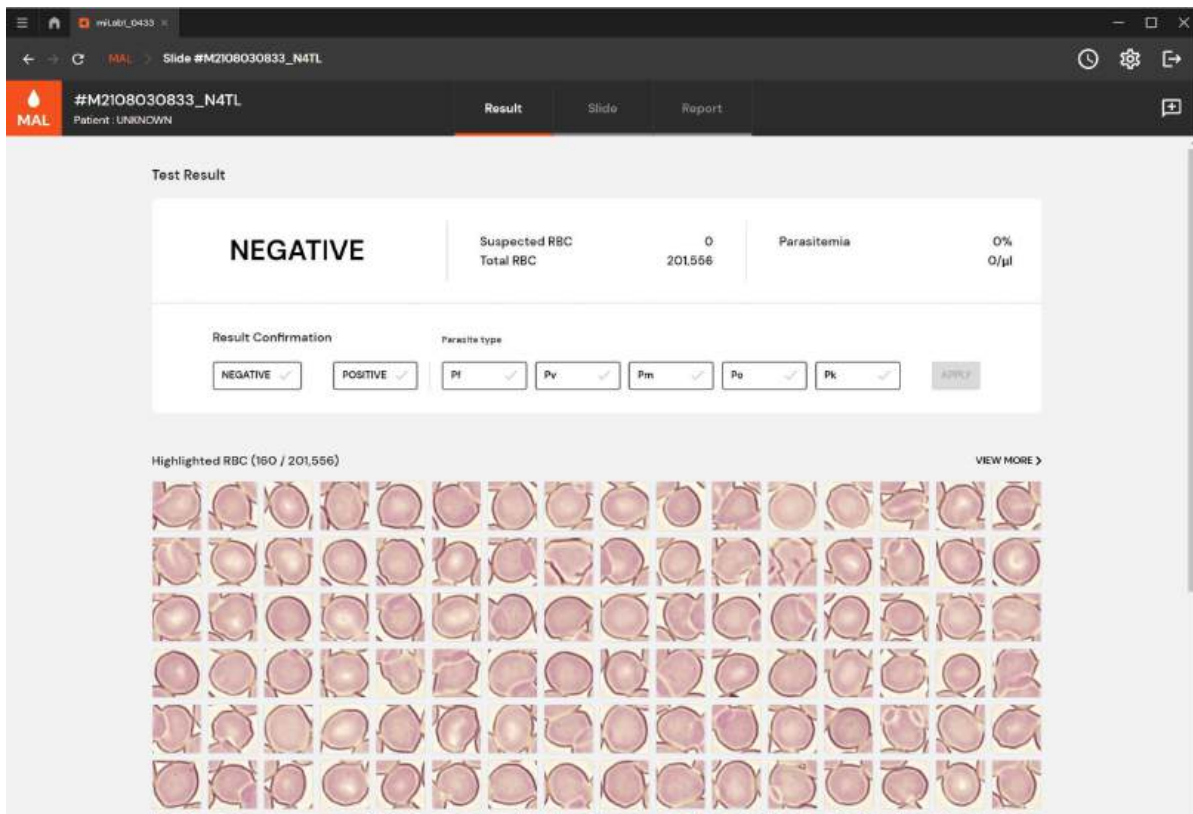 miLab1_0433
MAL > Slide #M2108030833_N4TL
MAL
#M2108030833_N4TL
Patient : UNKNOWN
Result Slide Report
Test Result
NEGATIVE
Suspected RBC 0
Total RBC 201,556
Parasitemia 0%
0/µl
Result Confirmation
Parasite type
NEGATIVE POSITIVE Pf Pv Pm Po Pk APPLY
Highlighted RBC (160 / 201,556)
VIEW MORE >